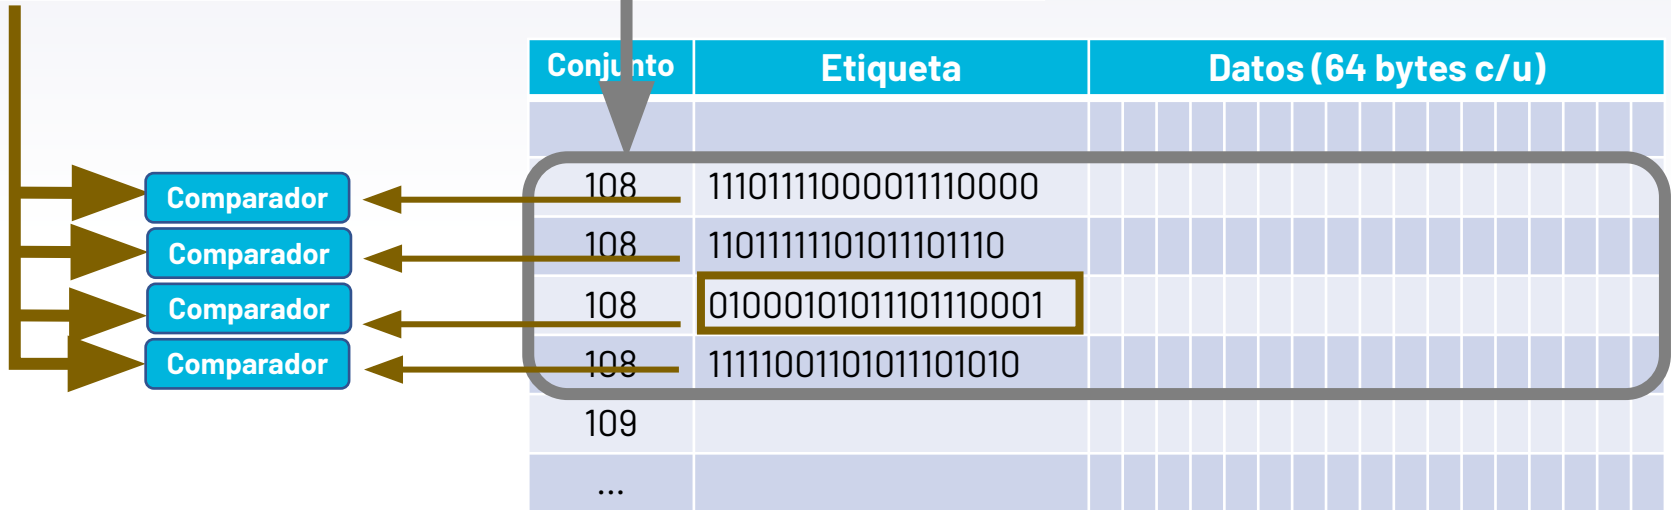 Conjunto Etiqueta Datos (64 bytes c/u)
Comparador 108 11101111000011110000
Comparador 108 11011111101011101110
Comparador 108 01000101011101110001
Comparador 108 11111001101011101010
109
...